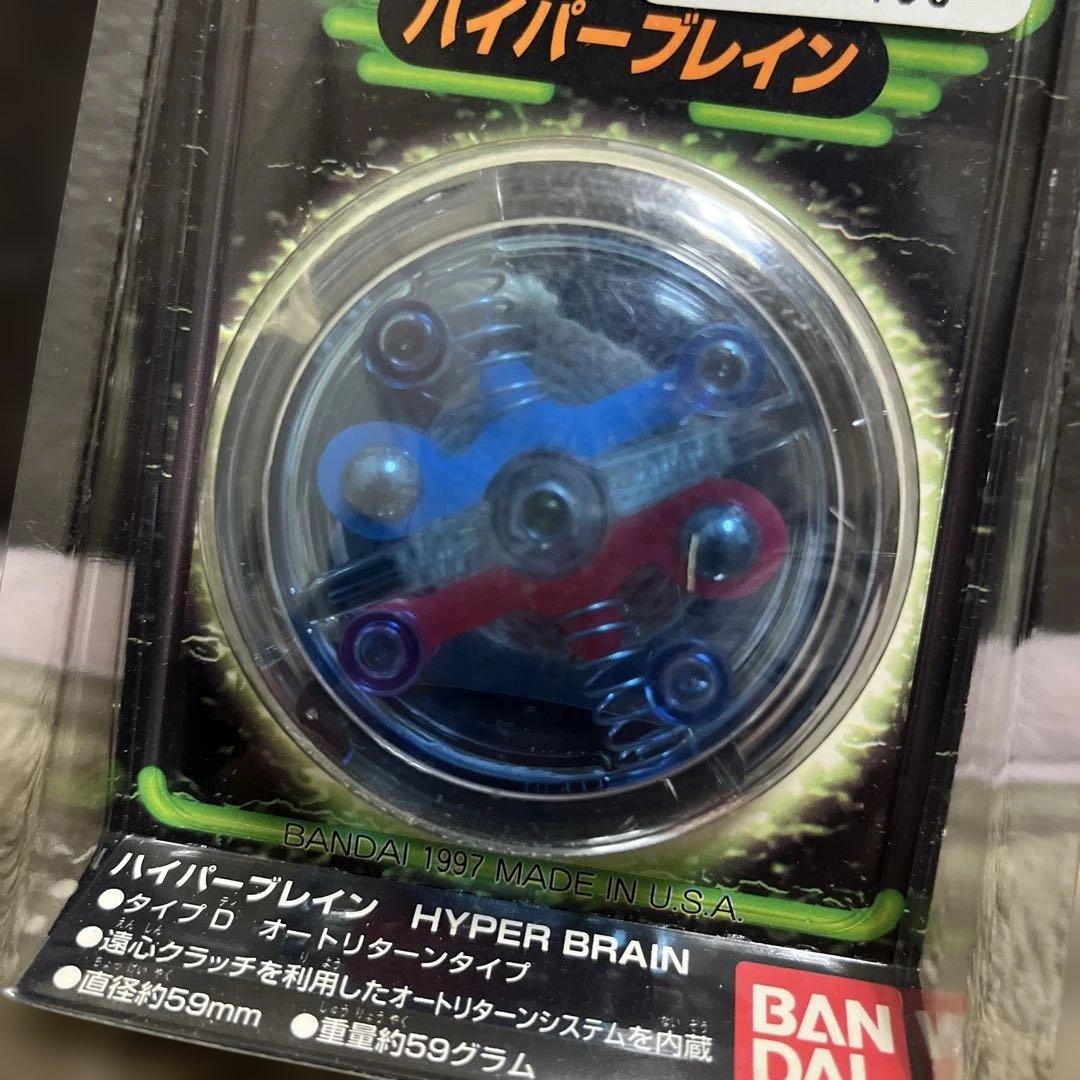 ハイパーブレイン
BANDAI 1997 MADE IN U.S.A.
ハイパーブレイン HYPER BRAIN
●タイプD オートリターンタイプ
●遠心クラッチを利用したオートリターンシステムを内蔵
●直径約59mm ●重量約59グラム
BAN
DAI